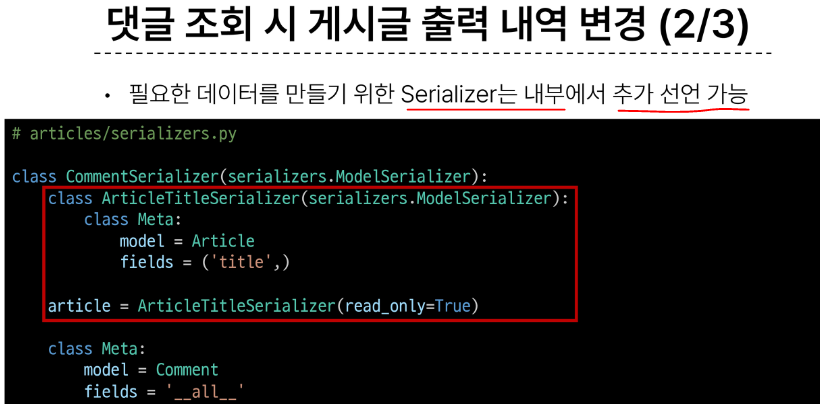 댓글 조회 시 게시글 출력 내역 변경 (2/3)
• 필요한 데이터를 만들기 위한 Serializer는 내부에서 추가 선언 가능
# articles/serializers.py
class CommentSerializer(serializers.ModelSerializer):
    class ArticleTitleSerializer(serializers.ModelSerializer):
        class Meta:
            model = Article
            fields = ('title',)
    article = ArticleTitleSerializer(read_only=True)
    class Meta:
        model = Comment
        fields = '__all__'